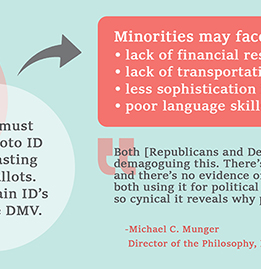 Minorities may fac
• lack of financial re
• lack of transportati
• less sophistication
• poor language skill
must
oto ID
asting
llots.
ain ID's
DMV.
Both [Republicans and De
demagoguing this. There's
and there's no evidence o
both using it for political
so cynical it reveals why p
-Michael C. Munger
Director of the Philosophy,